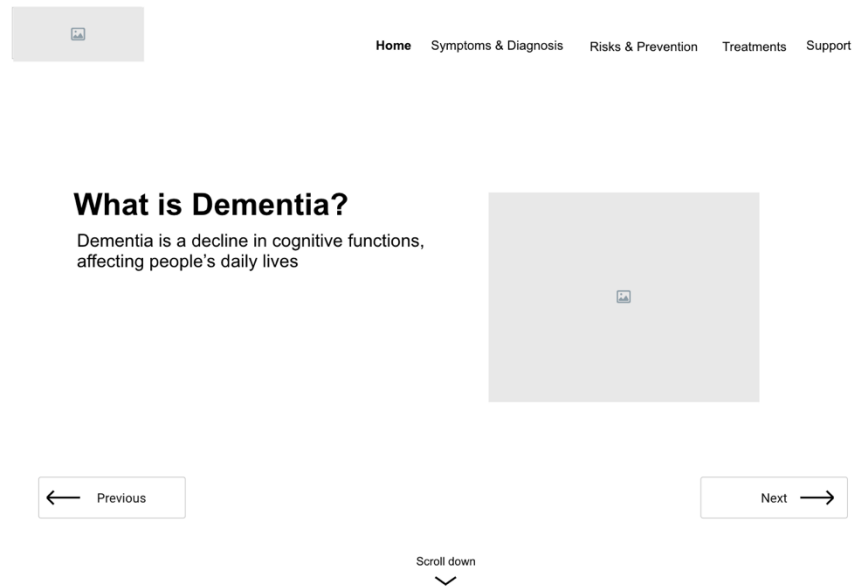 Home Symptoms & Diagnosis Risks & Prevention Treatments Support
What is Dementia?
Dementia is a decline in cognitive functions,
affecting people’s daily lives
Previous
Next
Scroll down